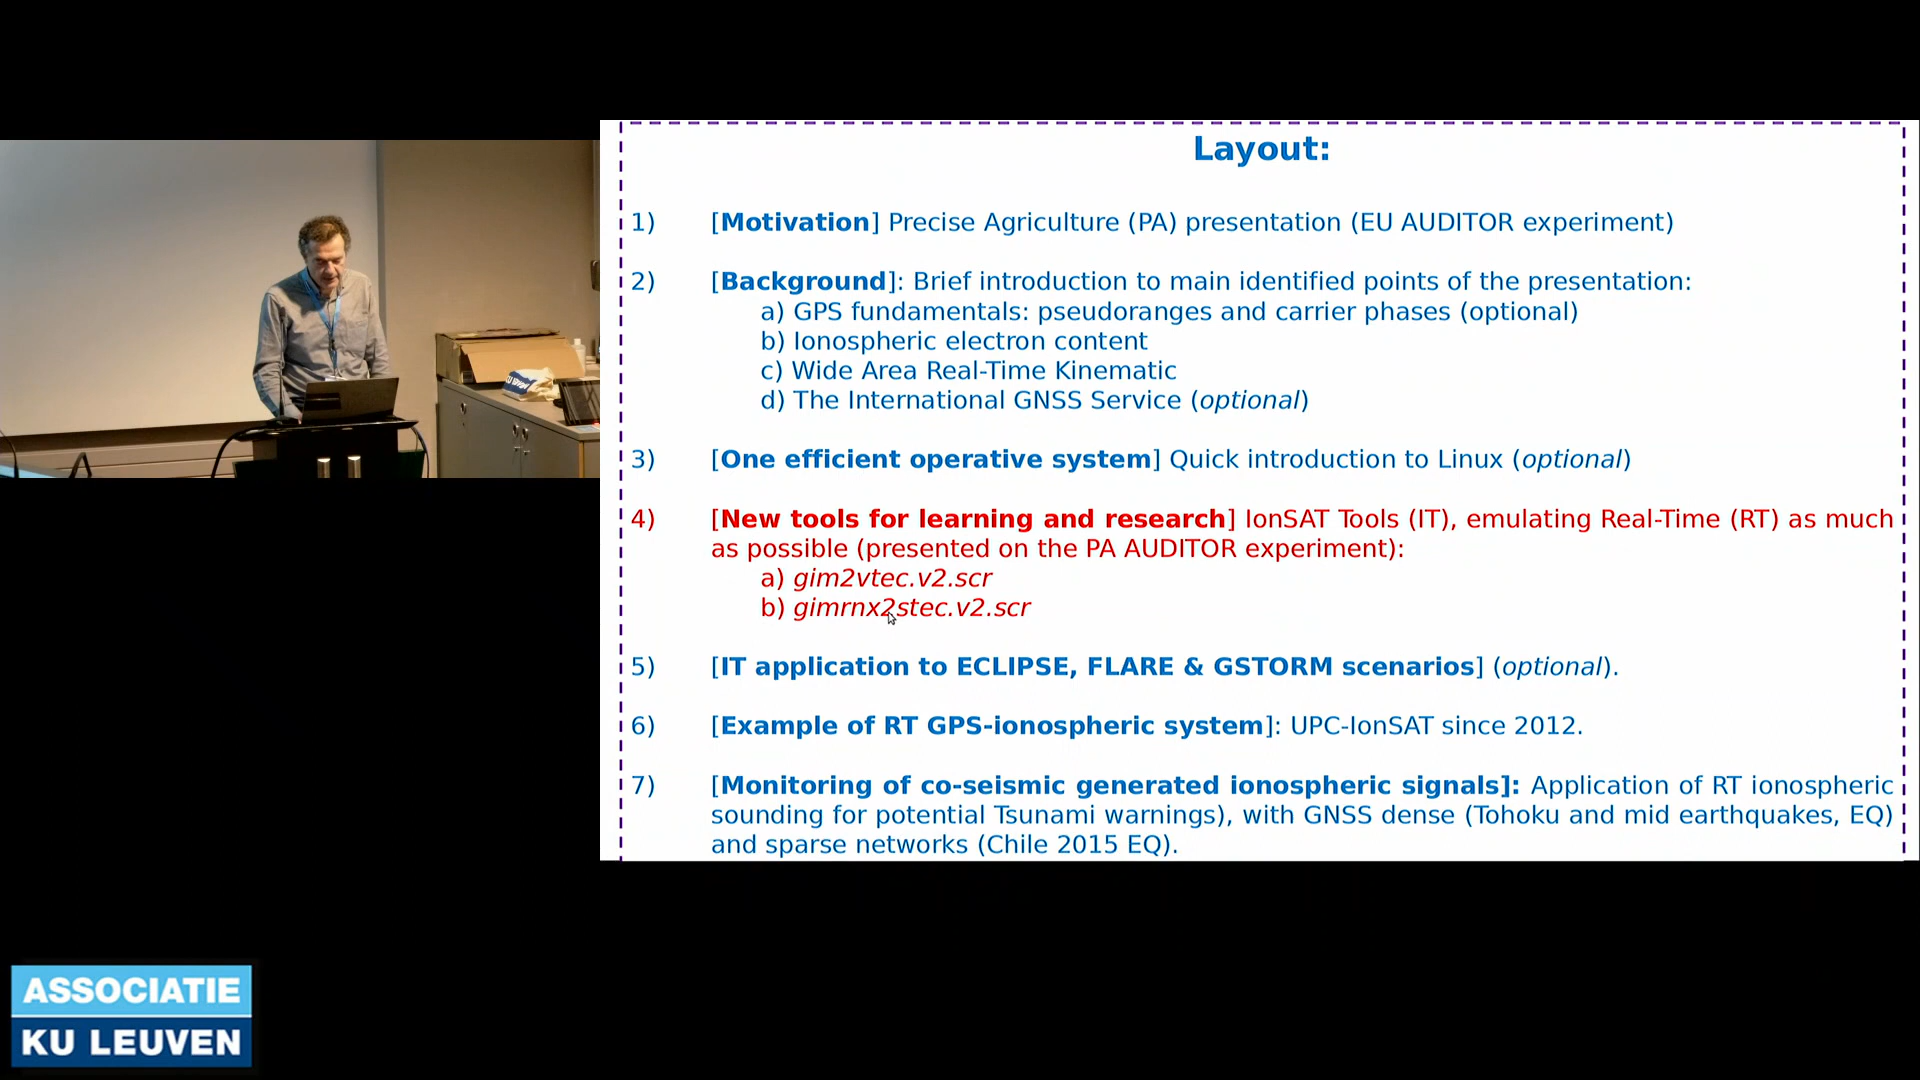 Layout:
1) [Motivation] Precise Agriculture (PA) presentation (EU AUDITOR experiment)
2) [Background]: Brief introduction to main identified points of the presentation:
a) GPS fundamentals: pseudoranges and carrier phases (optional)
b) Ionospheric electron content
c) Wide Area Real-Time Kinematic
d) The International GNSS Service (optional)
3) [One efficient operative system] Quick introduction to Linux (optional)
4) [New tools for learning and research] IonSAT Tools (IT), emulating Real-Time (RT) as much
as possible (presented on the PA AUDITOR experiment):
a) gim2vtec.v2.scr
b) gimrnx2stec.v2.scr
5) [IT application to ECLIPSE, FLARE & GSTORM scenarios] (optional).
6) [Example of RT GPS-ionospheric system]: UPC-IonSAT since 2012.
7) [Monitoring of co-seismic generated ionospheric signals]: Application of RT ionospheric
sounding for potential Tsunami warnings), with GNSS dense (Tohoku and mid earthquakes, EQ)
and sparse networks (Chile 2015 EQ).
ASSOCIATIE
KU LEUVEN